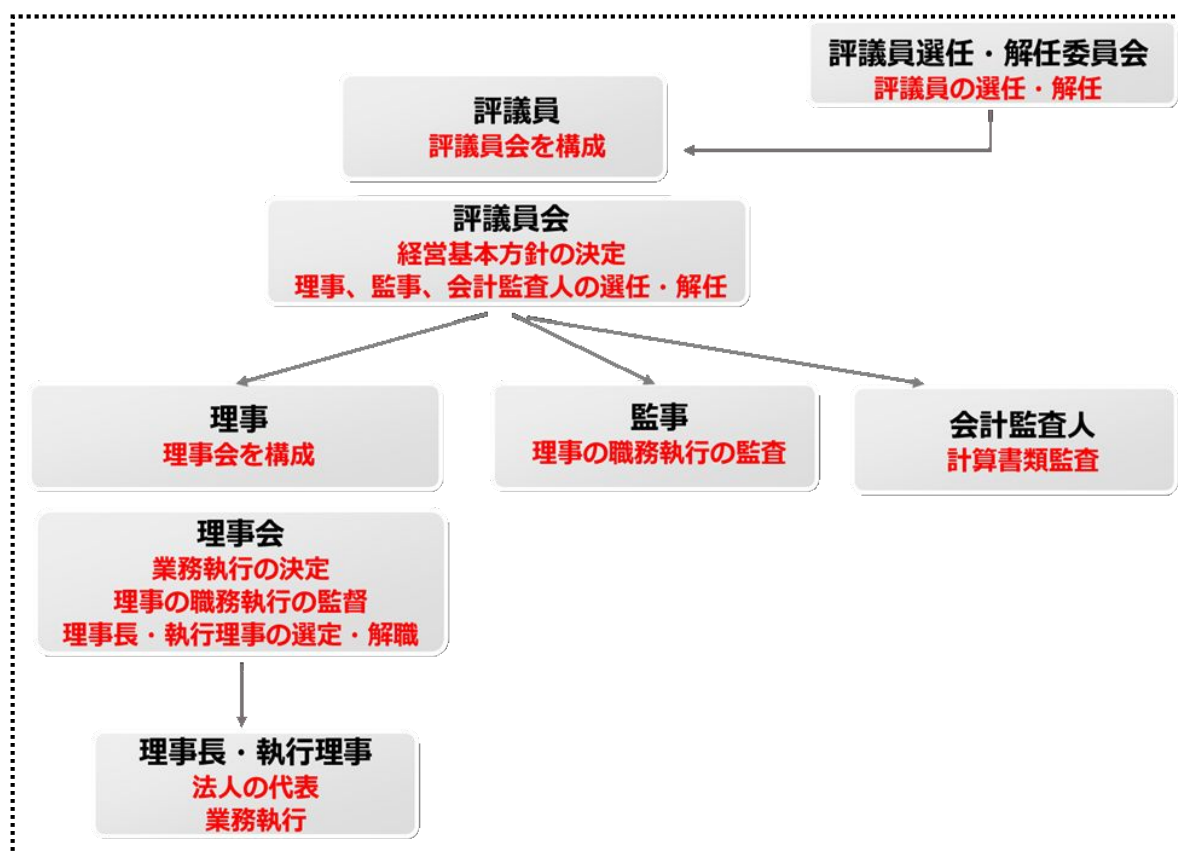 評議員選任・解任委員会
評議員の選任・解任
評議員
評議員会を構成
評議員会
経営基本方針の決定
理事、監事、会計監査人の選任・解任
理事
理事会を構成
監事
理事の職務執行の監査
会計監査人
計算書類監査
理事会
業務執行の決定
理事の職務執行の監督
理事長・執行理事の選定・解職
理事長・執行理事
法人の代表
業務執行